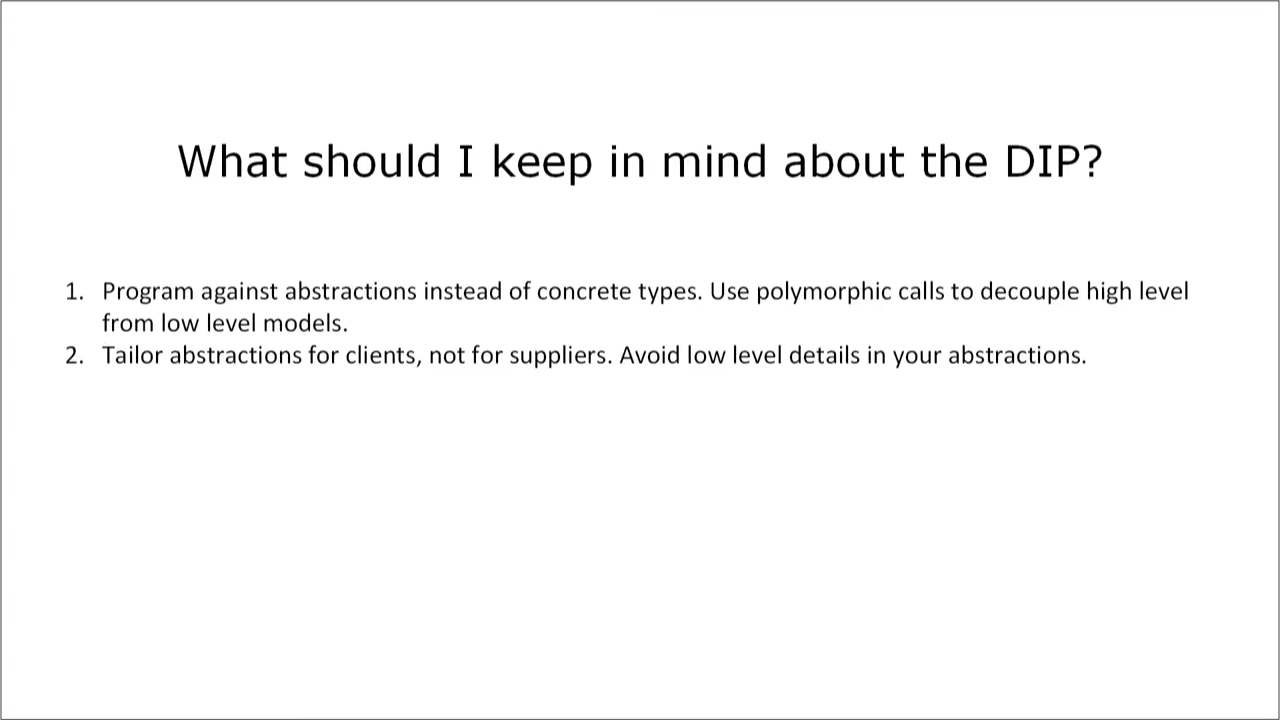 What should I keep in mind about the DIP?
1. Program against abstractions instead of concrete types. Use polymorphic calls to decouple high level
from low level models.
2. Tailor abstractions for clients, not for suppliers. Avoid low level details in your abstractions.